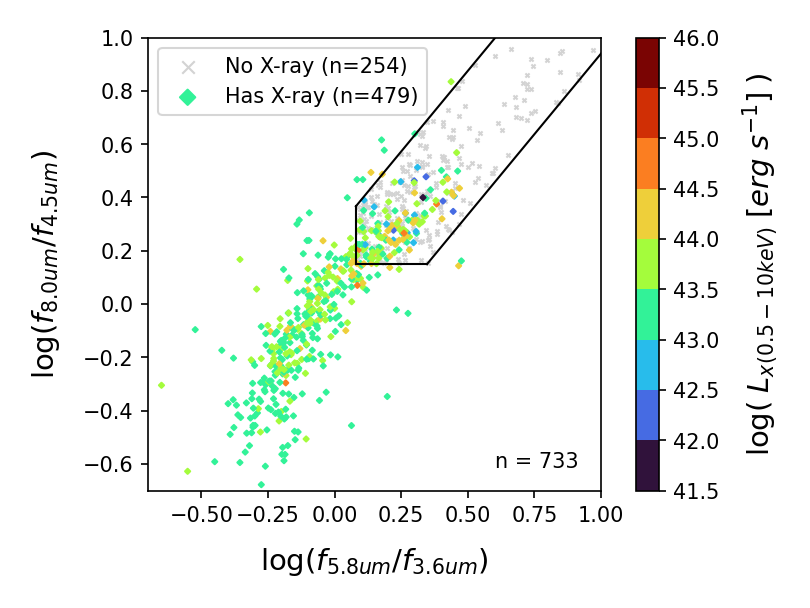 1.0
0.8
0.6
0.4
0.2
0.0
−0.2
−0.4
−0.6
log(f8.0um/f4.5um)
No X-ray (n=254)
Has X-ray (n=479)
n = 733
−0.50 −0.25 0.00 0.25 0.50 0.75 1.00
log(f5.8um/f3.6um)
46.0
45.5
45.0
44.5
44.0
43.5
43.0
42.5
42.0
41.5
log( Lx(0.5−10keV) [erg s−1] )